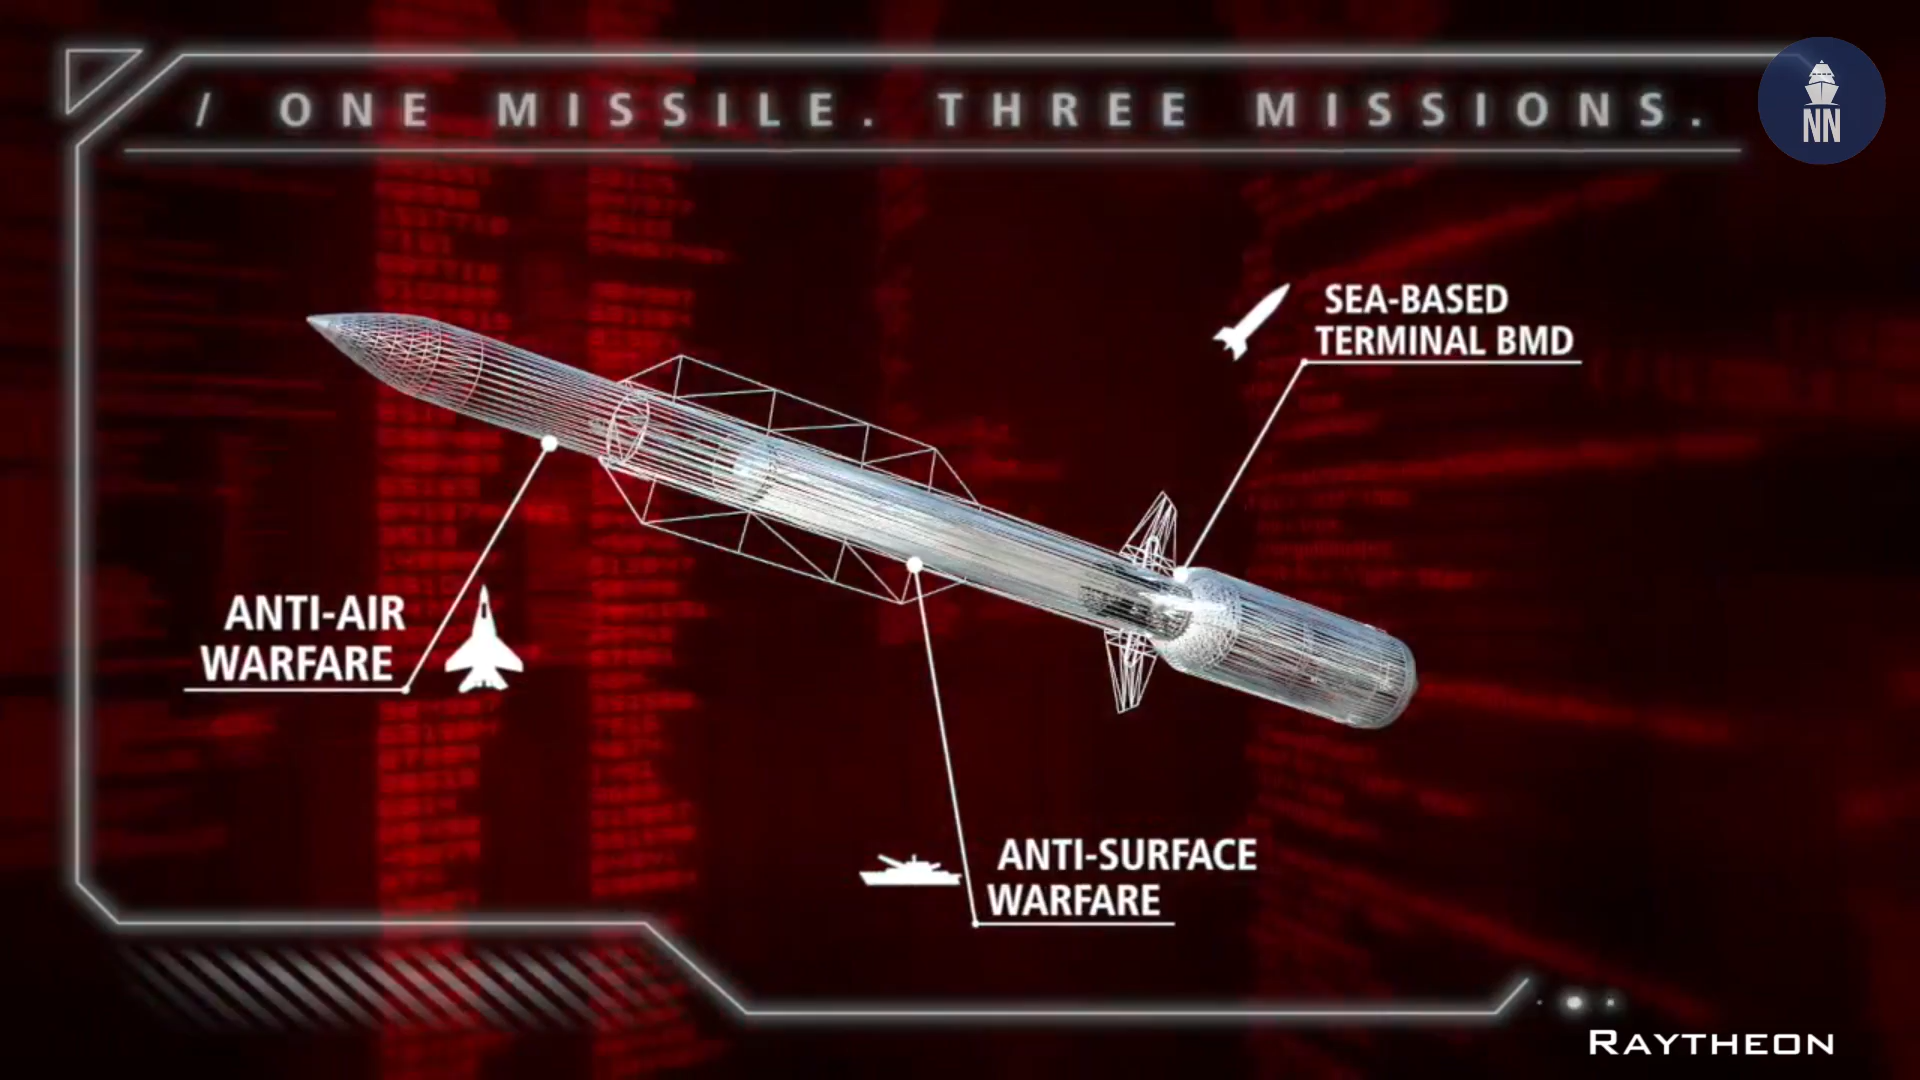 / ONE MISSILE. THREE MISSIONS.
NN
SEA-BASED
TERMINAL BMD
ANTI-AIR
WARFARE
ANTI-SURFACE
WARFARE
RAYTHEON